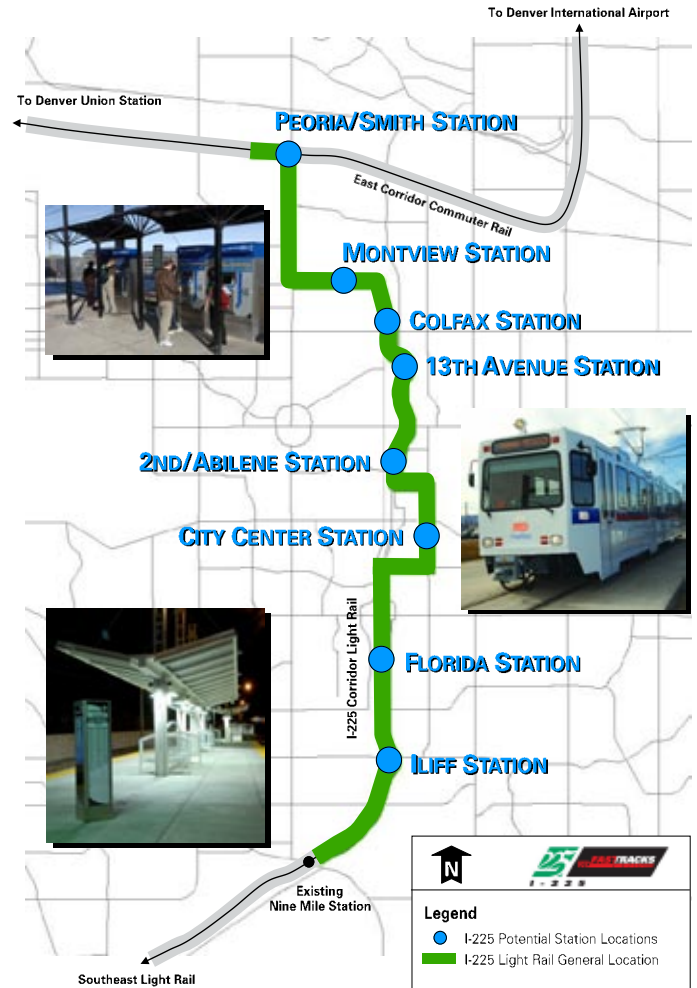 To Denver International Airport
To Denver Union Station
PEORIA/SMITH STATION
East Corridor Commuter Rail
MONTVIEW STATION
COLFAX STATION
13TH AVENUE STATION
2ND/ABILENE STATION
CITY CENTER STATION
I-225 Corridor Light Rail
FLORIDA STATION
ILIFF STATION
Existing
Nine Mile Station
Southeast Light Rail
N
FASTRACKS
I-225
Legend
I-225 Potential Station Locations
I-225 Light Rail General Location